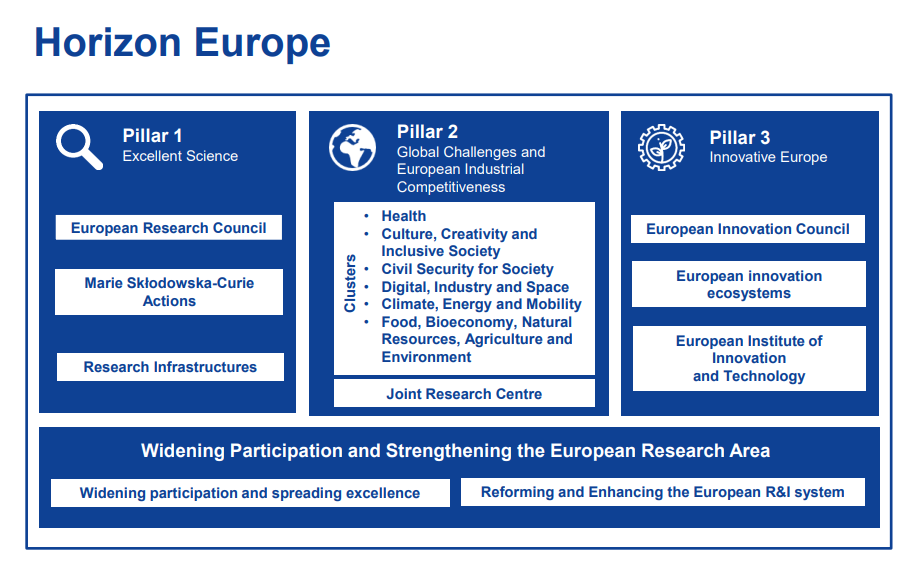 Horizon Europe
Pillar 1
Excellent Science
European Research Council
Marie Skłodowska-Curie
Actions
Research Infrastructures
Pillar 2
Global Challenges and
European Industrial
Competitiveness
Clusters
• Health
• Culture, Creativity and
Inclusive Society
• Civil Security for Society
• Digital, Industry and Space
• Climate, Energy and Mobility
• Food, Bioeconomy, Natural
Resources, Agriculture and
Environment
Joint Research Centre
Pillar 3
Innovative Europe
European Innovation Council
European innovation
ecosystems
European Institute of
Innovation
and Technology
Widening Participation and Strengthening the European Research Area
Widening participation and spreading excellence
Reforming and Enhancing the European R&I system